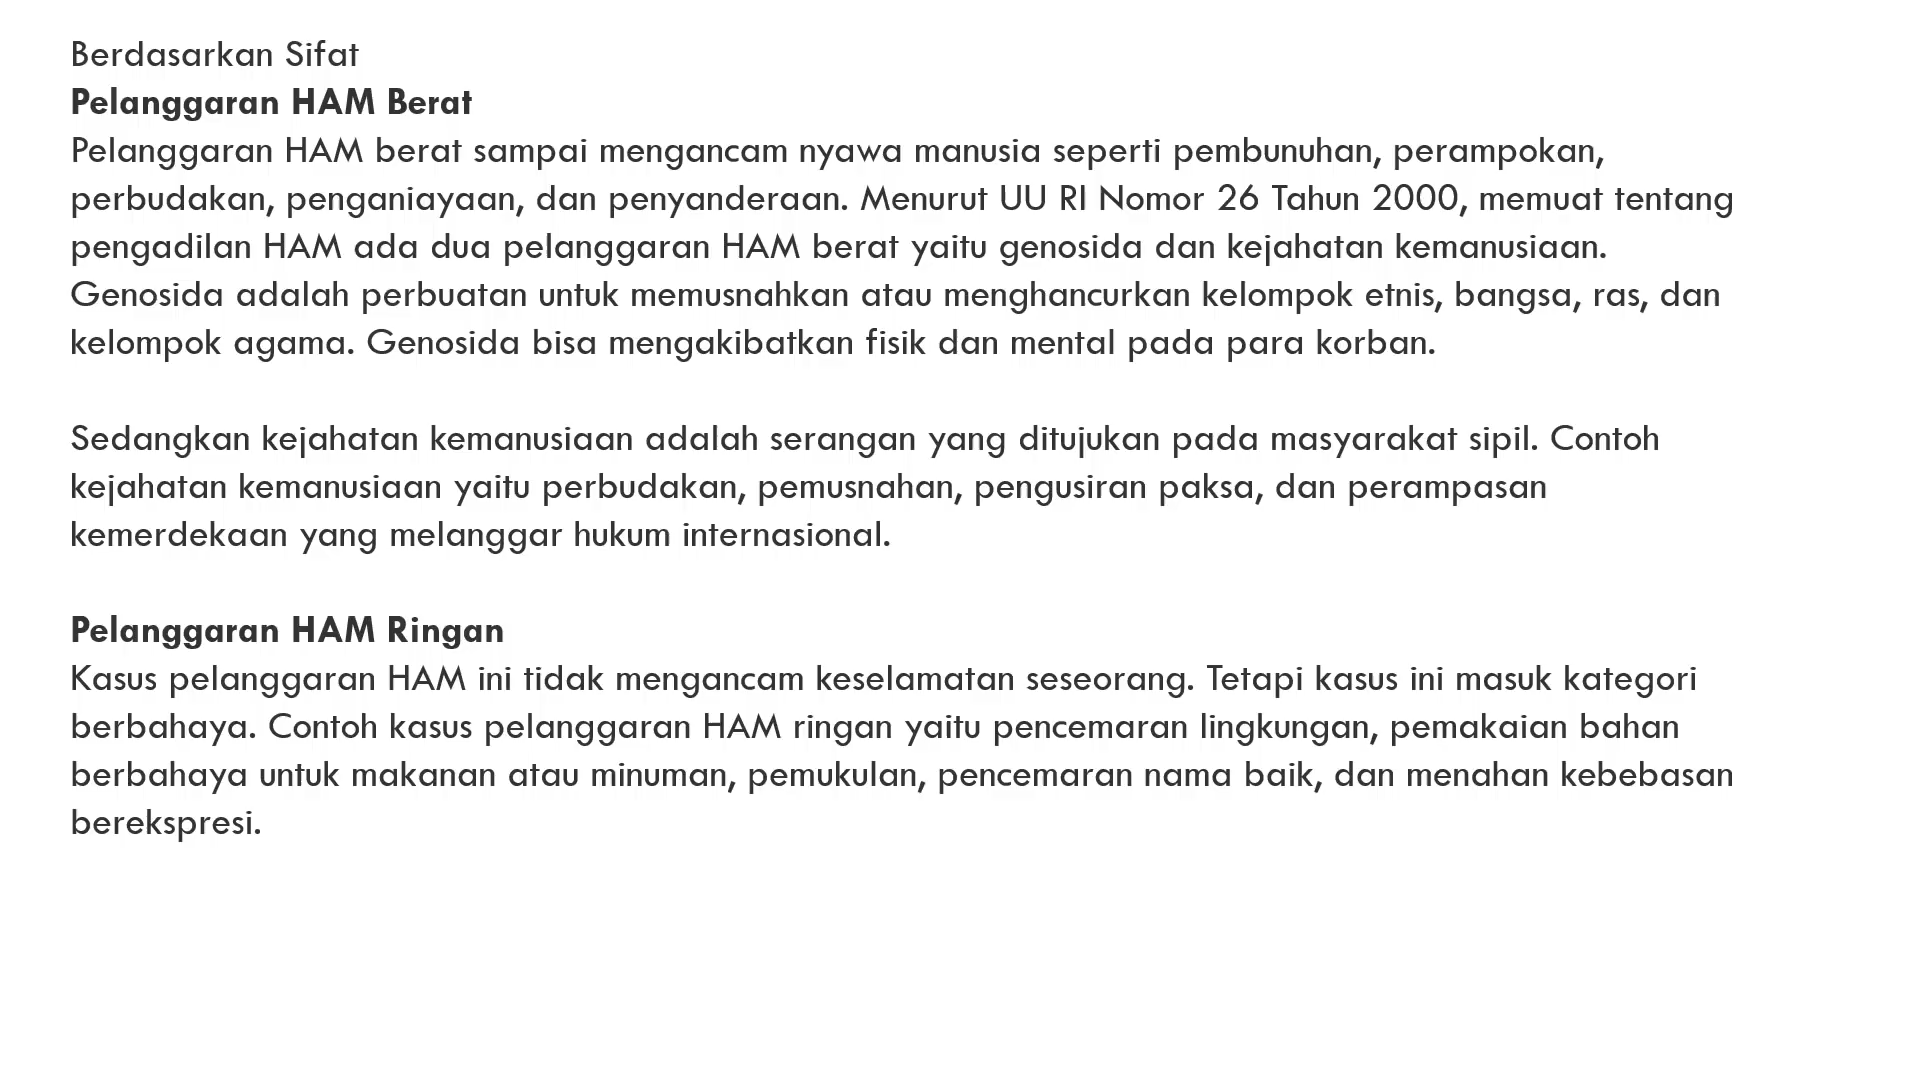 Berdasarkan Sifat
Pelanggaran HAM Berat
Pelanggaran HAM berat sampai mengancam nyawa manusia seperti pembunuhan, perampokan,
perbudakan, penganiayaan, dan penyanderaan. Menurut UU RI Nomor 26 Tahun 2000, memuat tentang
pengadilan HAM ada dua pelanggaran HAM berat yaitu genosida dan kejahatan kemanusiaan.
Genosida adalah perbuatan untuk memusnahkan atau menghancurkan kelompok etnis, bangsa, ras, dan
kelompok agama. Genosida bisa mengakibatkan fisik dan mental pada para korban.
Sedangkan kejahatan kemanusiaan adalah serangan yang ditujukan pada masyarakat sipil. Contoh
kejahatan kemanusiaan yaitu perbudakan, pemusnahan, pengusiran paksa, dan perampasan
kemerdekaan yang melanggar hukum internasional.
Pelanggaran HAM Ringan
Kasus pelanggaran HAM ini tidak mengancam keselamatan seseorang. Tetapi kasus ini masuk kategori
berbahaya. Contoh kasus pelanggaran HAM ringan yaitu pencemaran lingkungan, pemakaian bahan
berbahaya untuk makanan atau minuman, pemukulan, pencemaran nama baik, dan menahan kebebasan
berekspresi.